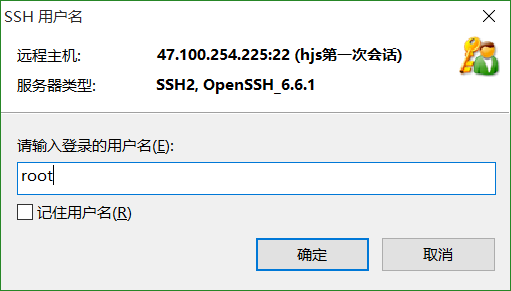 SSH 用户名
远程主机: 47.100.254.225:22 (hjs第一次会话)
服务器类型: SSH2, OpenSSH_6.6.1
请输入登录的用户名(E):
root
记住用户名(R)
确定 取消